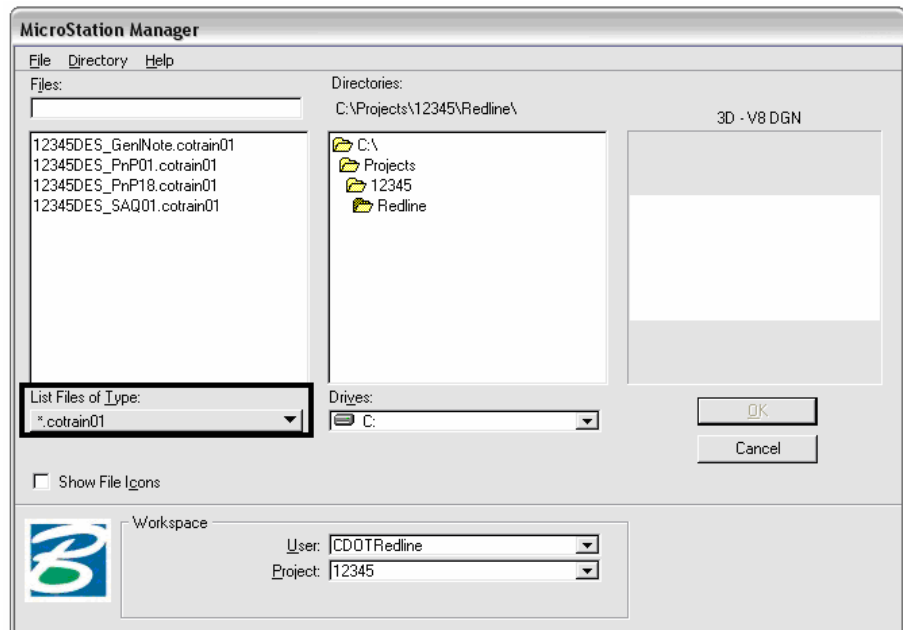 MicroStation Manager
File Directory Help
Files:
Directories:
C:\Projects\12345\Redline\
3D - V8 DGN
12345DES_GenlNote.cotrain01
12345DES_PnP01.cotrain01
12345DES_PnP18.cotrain01
12345DES_SAQ01.cotrain01
C:\
Projects
12345
Redline
List Files of Type:
*.cotrain01
Drives:
C:
OK
Cancel
Show File Icons
Workspace
User: CDOTRedline
Project: 12345